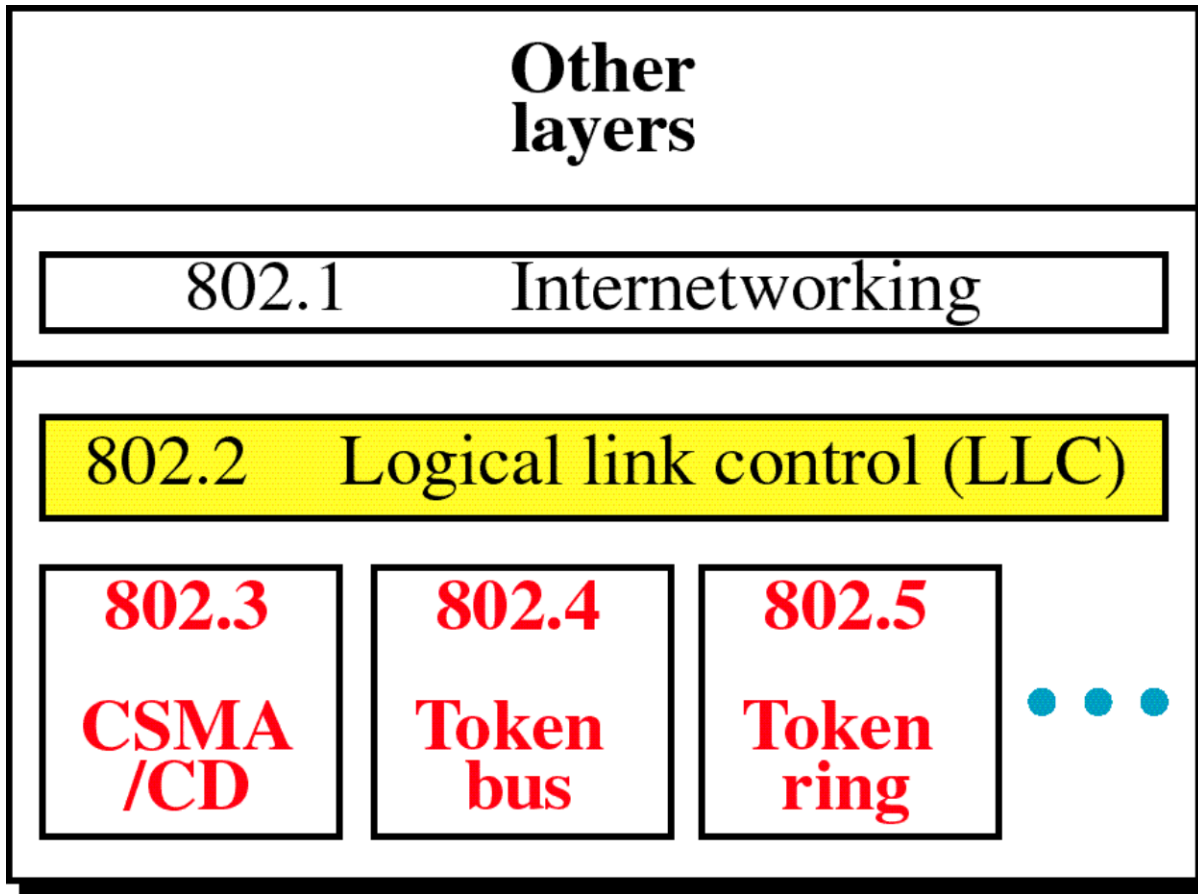 Other
layers
802.1 Internetworking
802.2 Logical link control (LLC)
802.3
CSMA
/CD
802.4
Token
bus
802.5
Token
ring